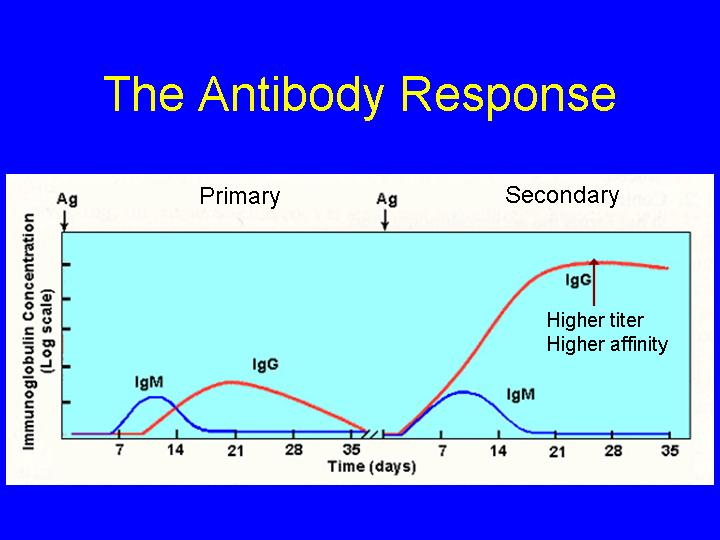 The Antibody Response
Ag
Primary
Ag
Secondary
Immunoglobulin Concentration
(Log scale)
IgM
IgG
IgG
Higher titer
Higher affinity
IgM
7 14 21 28 35 7 14 21 28 35
Time (days)